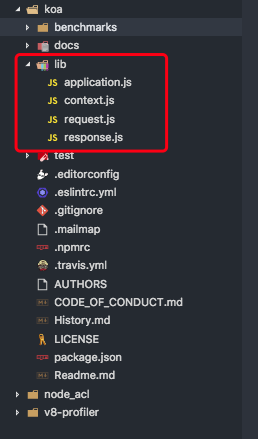 koa
benchmarks
docs
lib
JS application.js
JS context.js
JS request.js
JS response.js
test
.editorconfig
.eslintrc.yml
.gitignore
.mailmap
.npmrc
.travis.yml
AUTHORS
CODE_OF_CONDUCT.md
History.md
LICENSE
package.json
Readme.md
node_acl
v8-profiler